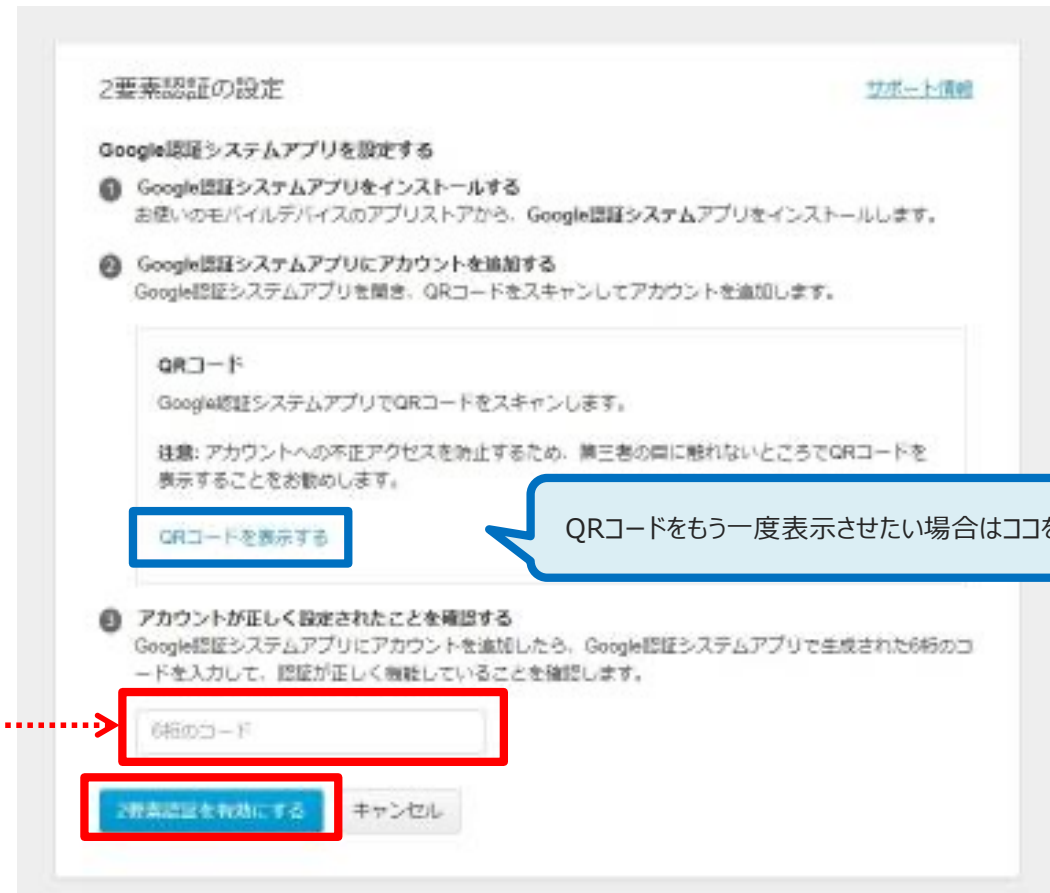 2要素認証の設定
サポート情報
Google認証システムアプリを設定する
1 Google認証システムアプリをインストールする
お使いのモバイルデバイスのアプリストアから、Google認証システムアプリをインストールします。
2 Google認証システムアプリにアカウントを追加する
Google認証システムアプリを開き、QRコードをスキャンしてアカウントを追加します。
QRコード
Google認証システムアプリでQRコードをスキャンします。
注意: アカウントへの不正アクセスを防止するため、第三者の目に触れないところでQRコードを
表示することをお勧めします。
QRコードを表示する
QRコードをもう一度表示させたい場合はココを
3 アカウントが正しく設定されたことを確認する
Google認証システムアプリにアカウントを追加したら、Google認証システムアプリで生成された6桁のコ
ードを入力して、認証が正しく機能していることを確認します。
6桁のコード
2要素認証を有効にする
キャンセル